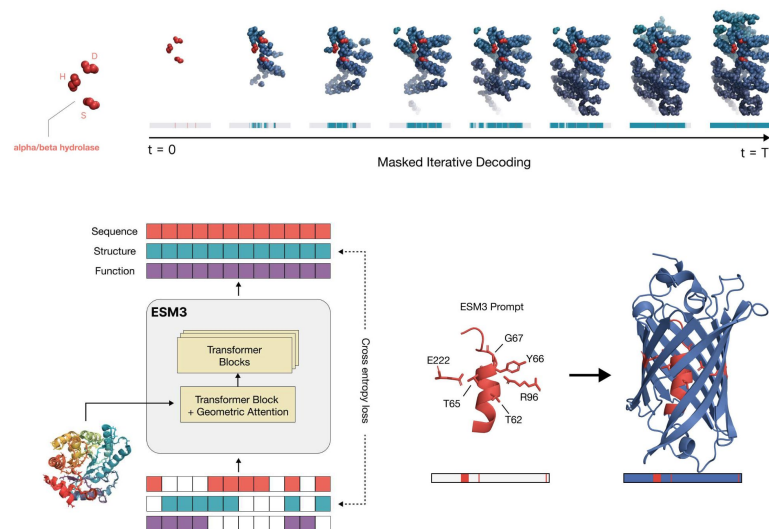 D
H
S
alpha/beta hydrolase
t = 0
t = T
Masked Iterative Decoding
Sequence
Structure
Function
ESM3
Transformer
Blocks
Transformer Block
+ Geometric Attention
Cross entropy loss
ESM3 Prompt
G67
Y66
E222
R96
T65
T62